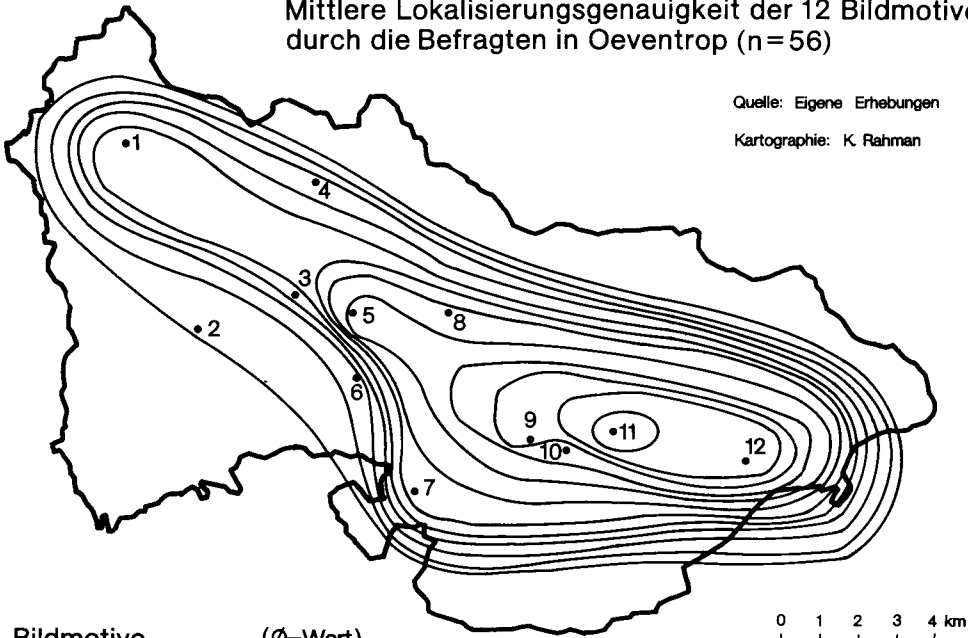 Mittlere Lokalisierungsgenauigkeit der 12 Bildmotive
durch die Befragten in Oeventrop (n=56)
Quelle: Eigene Erhebungen
Kartographie: K. Rahman
1
4
3
5
8
2
6
9
11
10
12
7
0 1 2 3 4 km
Bildmotive (Ø-Wert)